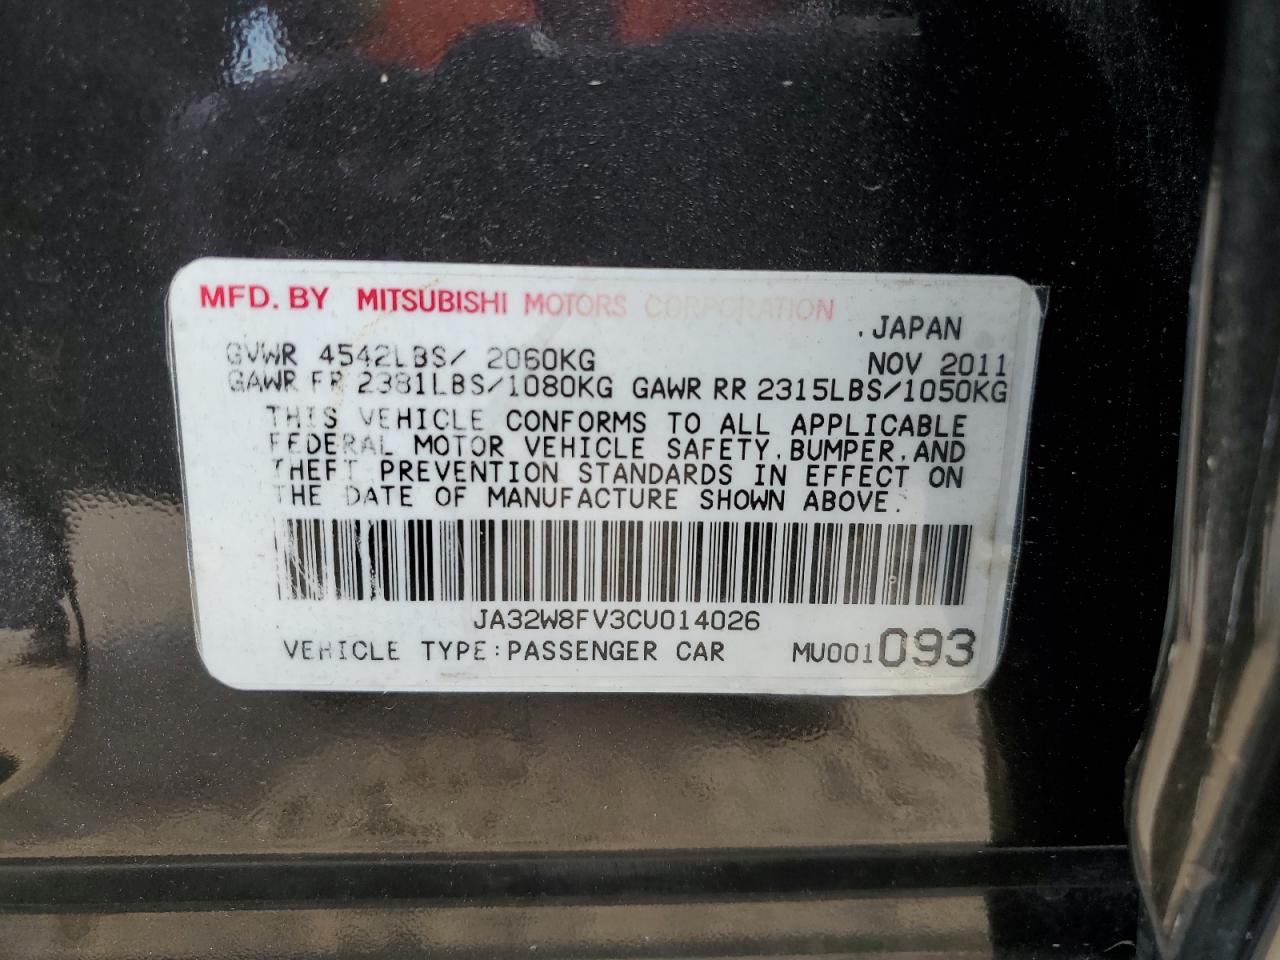 MFD. BY MITSUBISHI MOTORS CORPORATION
.JAPAN
GVWR 4542LBS/ 2060KG NOV 2011
GAWR FR 2381LBS/1080KG GAWR RR 2315LBS/1050KG
THIS VEHICLE CONFORMS TO ALL APPLICABLE
FEDERAL MOTOR VEHICLE SAFETY, BUMPER, AND
THEFT PREVENTION STANDARDS IN EFFECT ON
THE DATE OF MANUFACTURE SHOWN ABOVE.
JA32W8FV3CU014026
VEHICLE TYPE:PASSENGER CAR MU001 093